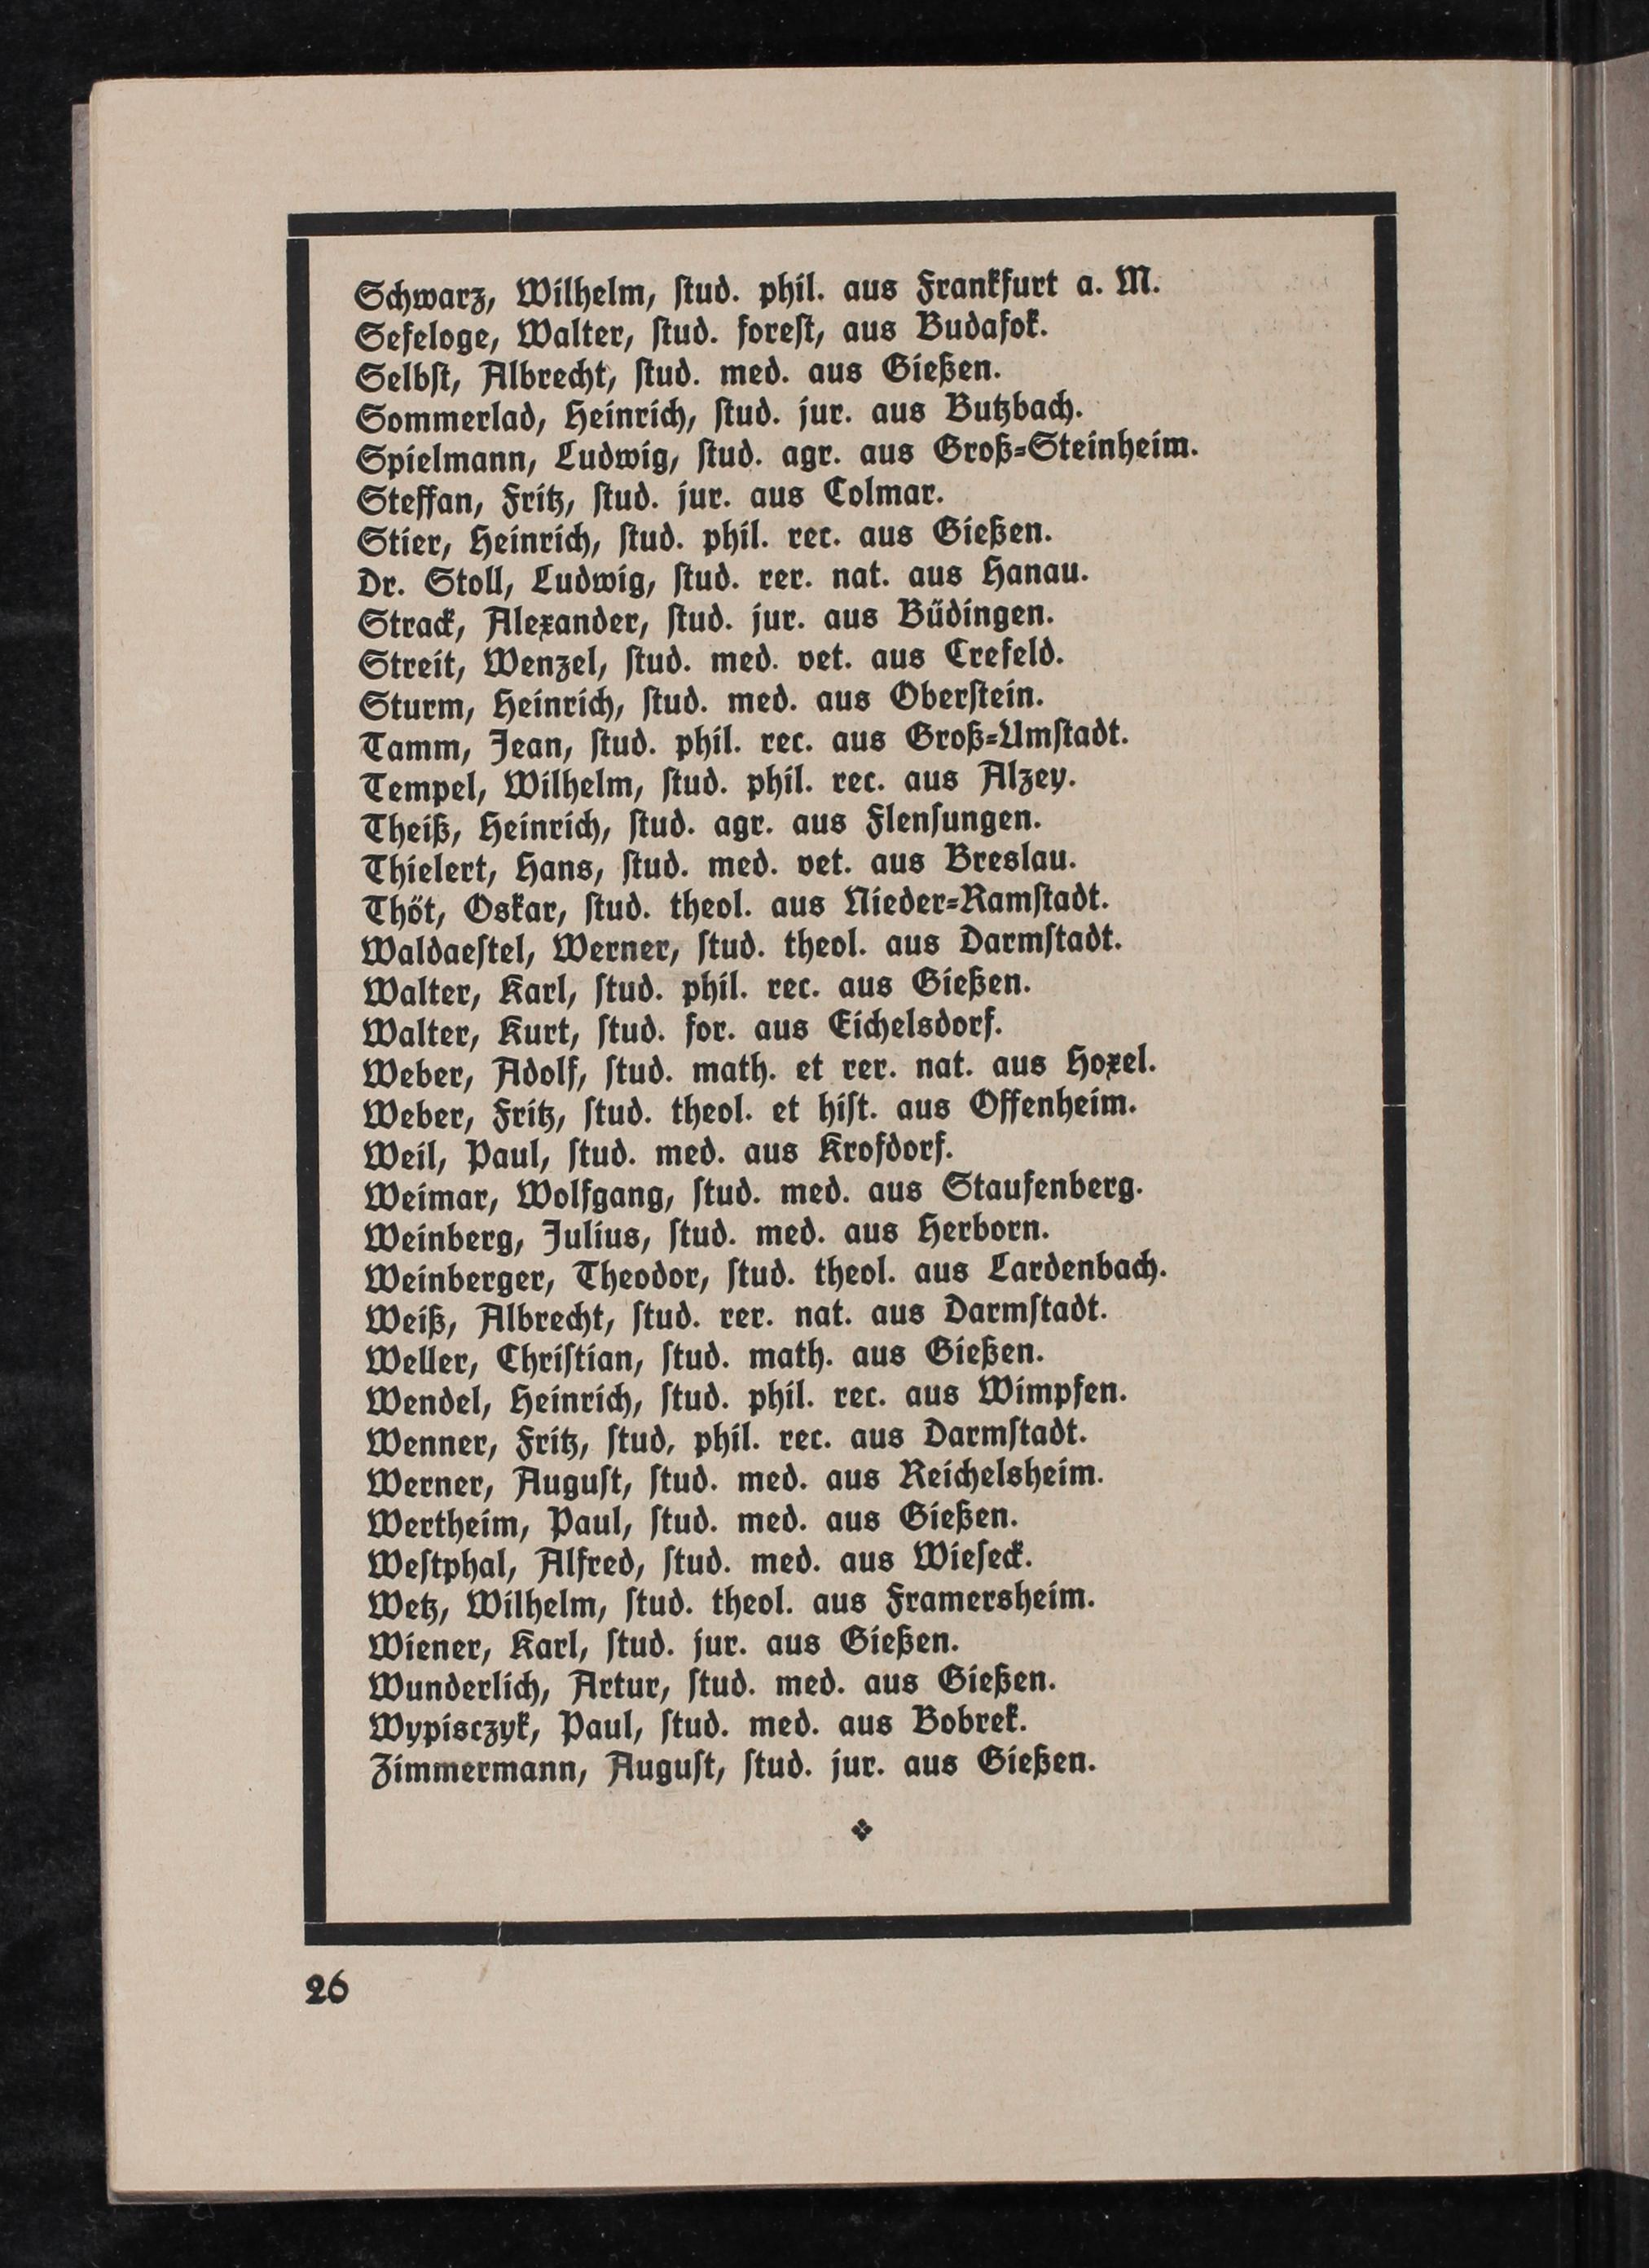 Schwarz, Wilhelm, ſtud. phil. aus Frankfurt a. M.
Sefeloge, Walter, ſtud. foreſt, aus Budafok.
Selbſt, Albrecht, ſtud. med. aus Gießen.
Sommerlad, Heinrich, ſtud. jur. aus Butzbach.
Spielmann, Ludwig, ſtud. agr. aus Groß-Steinheim.
Steffan, Fritz, ſtud. jur. aus Colmar.
Stier, Heinrich, ſtud. phil. rec. aus Gießen.
Dr. Stoll, Ludwig, ſtud. rer. nat. aus Hanau.
Strack, Alexander, ſtud. jur. aus Büdingen.
Streit, Wenzel, ſtud. med. vet. aus Crefeld.
Sturm, Heinrich, ſtud. med. aus Oberſtein.
Tamm, Jean, ſtud. phil. rec. aus Groß-Umſtadt.
Tempel, Wilhelm, ſtud. phil. rec. aus Alzey.
Theiß, Heinrich, ſtud. agr. aus Flenſungen.
Thielert, Hans, ſtud. med. vet. aus Breslau.
Thöt, Oskar, ſtud. theol. aus Nieder-Ramſtadt.
Waldaeſtel, Werner, ſtud. theol. aus Darmſtadt.
Walter, Karl, ſtud. phil. rec. aus Gießen.
Walter, Kurt, ſtud. for. aus Eichelsdorf.
Weber, Adolf, ſtud. math. et rer. nat. aus Hoxel.
Weber, Fritz, ſtud. theol. et hiſt. aus Offenheim.
Weil, Paul, ſtud. med. aus Krofdorf.
Weimar, Wolfgang, ſtud. med. aus Staufenberg.
Weinberg, Julius, ſtud. med. aus Herborn.
Weinberger, Theodor, ſtud. theol. aus Lardenbach.
Weiß, Albrecht, ſtud. rer. nat. aus Darmſtadt.
Weller, Chriſtian, ſtud. math. aus Gießen.
Wendel, Heinrich, ſtud. phil. rec. aus Wimpfen.
Wenner, Fritz, ſtud, phil. rec. aus Darmſtadt.
Werner, Auguſt, ſtud. med. aus Reichelsheim.
Wertheim, Paul, ſtud. med. aus Gießen.
Weſtphal, Alfred, ſtud. med. aus Wieſeck.
Wetz, Wilhelm, ſtud. theol. aus Framersheim.
Wiener, Karl, ſtud. jur. aus Gießen.
Wunderlich, Artur, ſtud. med. aus Gießen.
Wypisczyk, Paul, ſtud. med. aus Bobrek.
Zimmermann, Auguſt, ſtud. jur. aus Gießen.
26